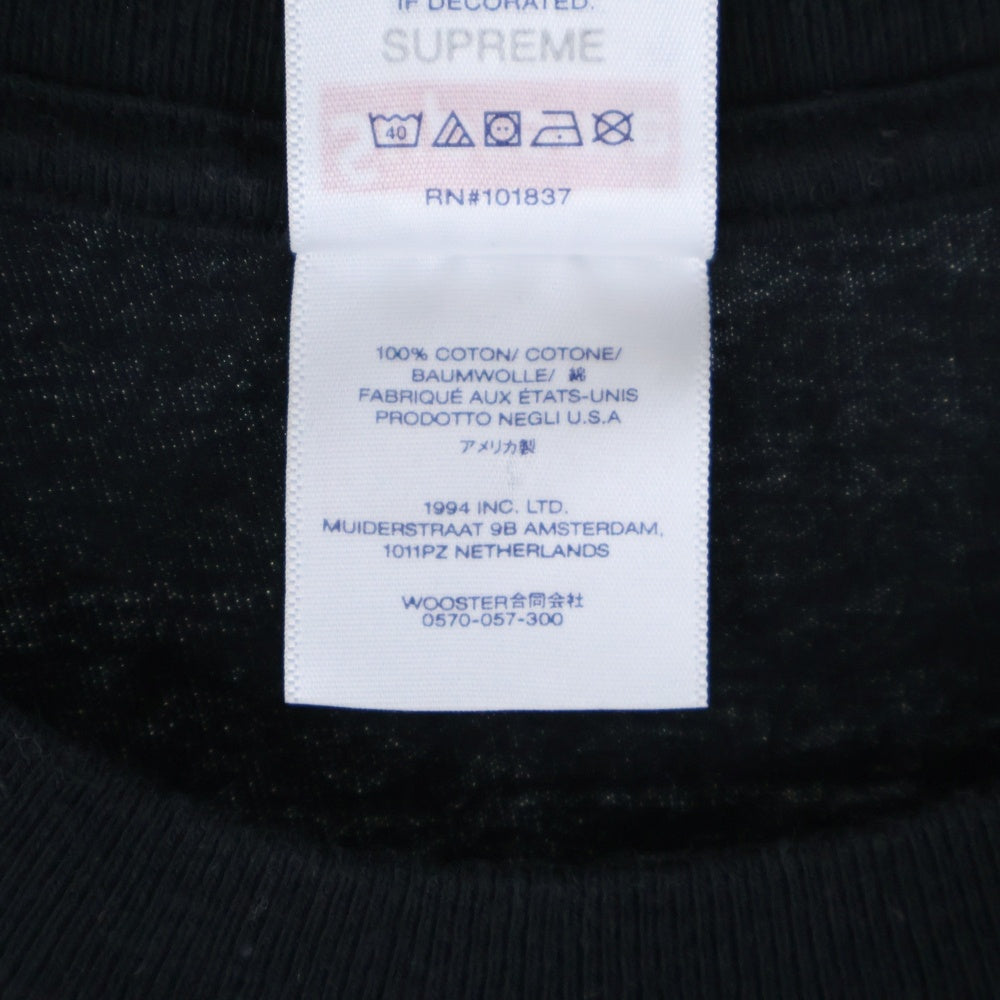 IF DECORATED.
SUPREME
40
RN#101837
100% COTON/ COTONE/
BAUMWOLLE/ 綿
FABRIQUÉ AUX ÉTATS-UNIS
PRODOTTO NEGLI U.S.A
アメリカ製
1994 INC. LTD.
MUIDERSTRAAT 9B AMSTERDAM,
1011PZ NETHERLANDS
WOOSTER合同会社
0570-057-300